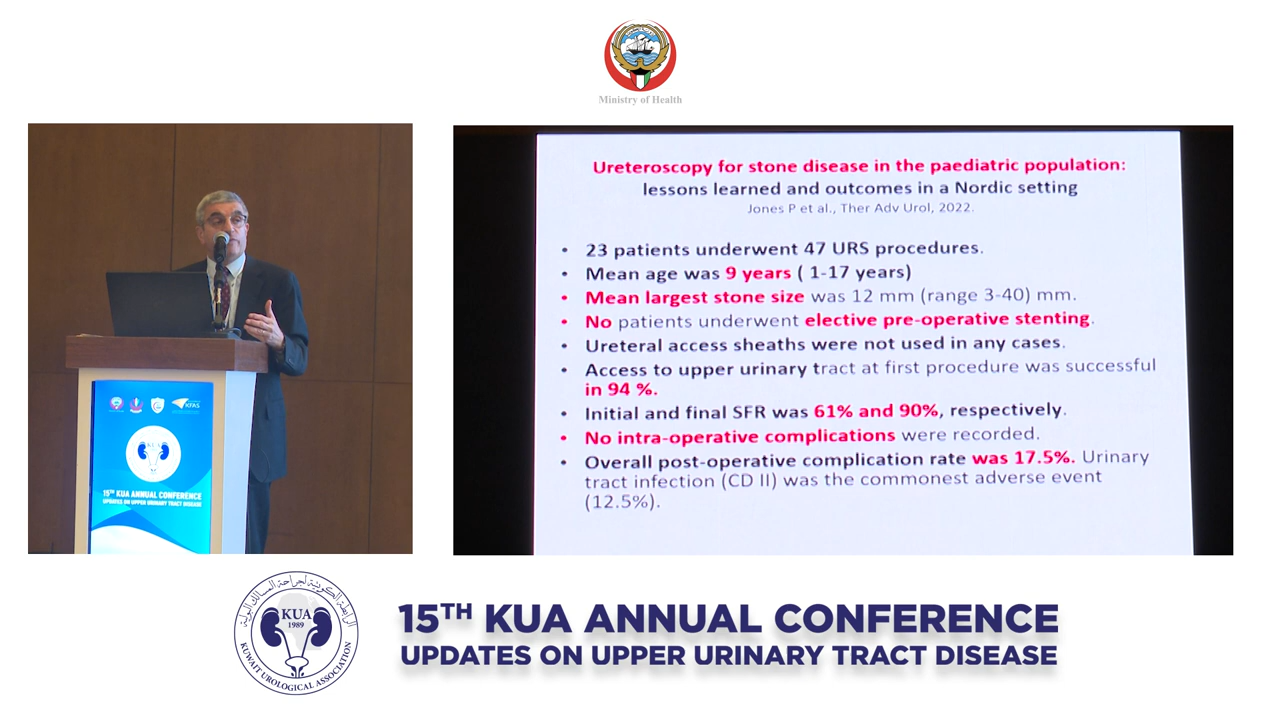 Ministry of Health
Ureteroscopy for stone disease in the paediatric population:
lessons learned and outcomes in a Nordic setting
Jones P et al., Ther Adv Urol, 2022.
• 23 patients underwent 47 URS procedures.
• Mean age was 9 years ( 1-17 years)
• Mean largest stone size was 12 mm (range 3-40) mm.
• No patients underwent elective pre-operative stenting.
• Ureteral access sheaths were not used in any cases.
• Access to upper urinary tract at first procedure was successful
in 94 %.
• Initial and final SFR was 61% and 90%, respectively.
• No intra-operative complications were recorded.
• Overall post-operative complication rate was 17.5%. Urinary
tract infection (CD II) was the commonest adverse event
(12.5%).
KFAS
15TH KUA ANNUAL CONFERENCE
UPDATES ON UPPER URINARY TRACT DISEASE
الرابطة الكويتية لجراحة المسالك البولية
KUA
1989
KUWAIT UROLOGICAL ASSOCIATION
15TH KUA ANNUAL CONFERENCE
UPDATES ON UPPER URINARY TRACT DISEASE